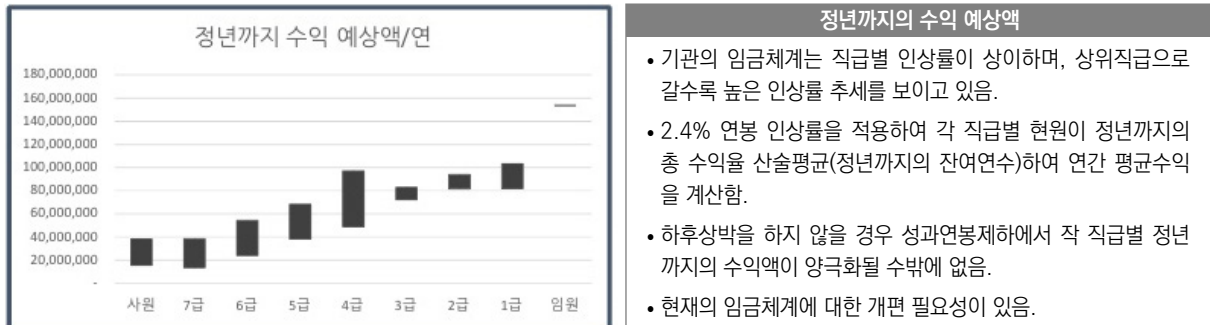 정년까지 수익 예상액/연
180,000,000
160,000,000
140,000,000
120,000,000
100,000,000
80,000,000
60,000,000
40,000,000
20,000,000
-
사원 7급 6급 5급 4급 3급 2급 1급 임원
정년까지의 수익 예상액
• 기관의 임금체계는 직급별 인상률이 상이하며, 상위직급으로
갈수록 높은 인상률 추세를 보이고 있음.
• 2.4% 연봉 인상률을 적용하여 각 직급별 현원이 정년까지의
총 수익율 산술평균(정년까지의 잔여연수)하여 연간 평균수익
을 계산함.
• 하후상박을 하지 않을 경우 성과연봉제하에서 작 직급별 정년
까지의 수익액이 양극화될 수밖에 없음.
• 현재의 임금체계에 대한 개편 필요성이 있음.